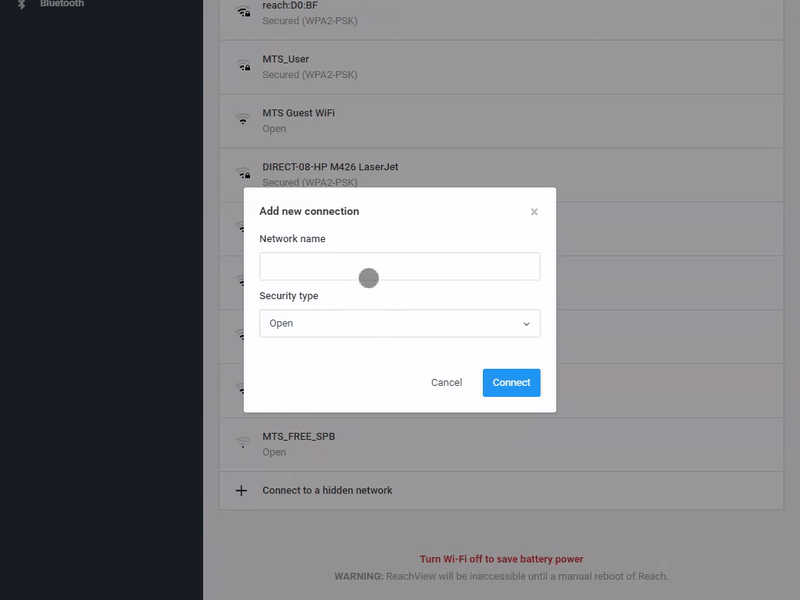 Bluetooth
reach:D0:BF
Secured (WPA2-PSK)
MTS_User
Secured (WPA2-PSK)
MTS Guest WiFi
Open
DIRECT-08-HP M426 LaserJet
Secured (WPA2-PSK)
Add new connection
x
Network name
Security type
Open
Cancel
Connect
MTS_FREE_SPB
Open
Connect to a hidden network
Turn Wi-Fi off to save battery power
WARNING: ReachView will be inaccessible until a manual reboot of Reach.